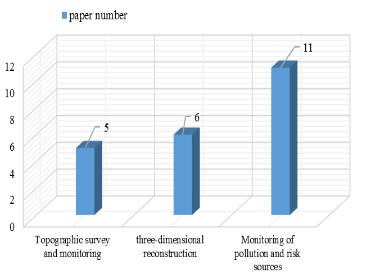 paper number
12
10
8
6
4
2
0
5
6
11
Topographic survey
and monitoring
three-dimensional
reconstruction
Monitoring of
pollution and risk
sources